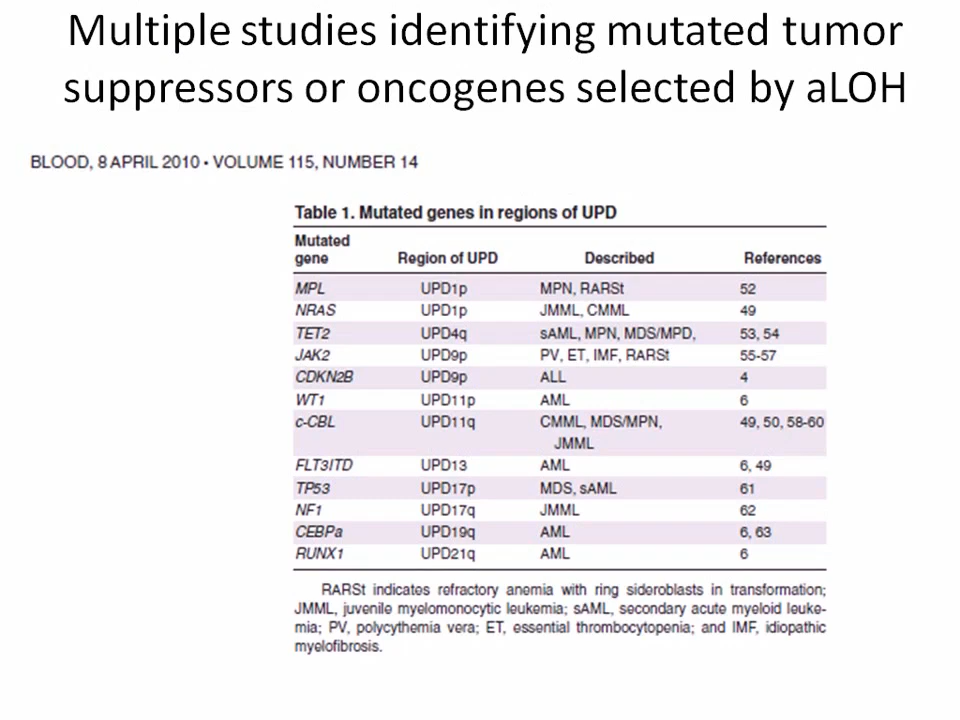 Multiple studies identifying mutated tumor
suppressors or oncogenes selected by aLOH
BLOOD, 8 APRIL 2010 • VOLUME 115, NUMBER 14
Table 1. Mutated genes in regions of UPD
Mutated
gene Region of UPD Described References
MPL UPD1p MPN, RARSt 52
NRAS UPD1p JMML, CMML 49
TET2 UPD4q sAML, MPN, MDS/MPD, 53, 54
JAK2 UPD9p PV, ET, IMF, RARSt 55-57
CDKN2B UPD9p ALL 4
WT1 UPD11p AML 6
c-CBL UPD11q CMML, MDS/MPN, 49, 50, 58-60
JMML
FLT3ITD UPD13 AML 6, 49
TP53 UPD17p MDS, sAML 61
NF1 UPD17q JMML 62
CEBPa UPD19q AML 6, 63
RUNX1 UPD21q AML 6
RARSt indicates refractory anemia with ring sideroblasts in transformation;
JMML, juvenile myelomonocytic leukemia; sAML, secondary acute myeloid leuke-
mia; PV, polycythemia vera; ET, essential thrombocytopenia; and IMF, idiopathic
myelofibrosis.